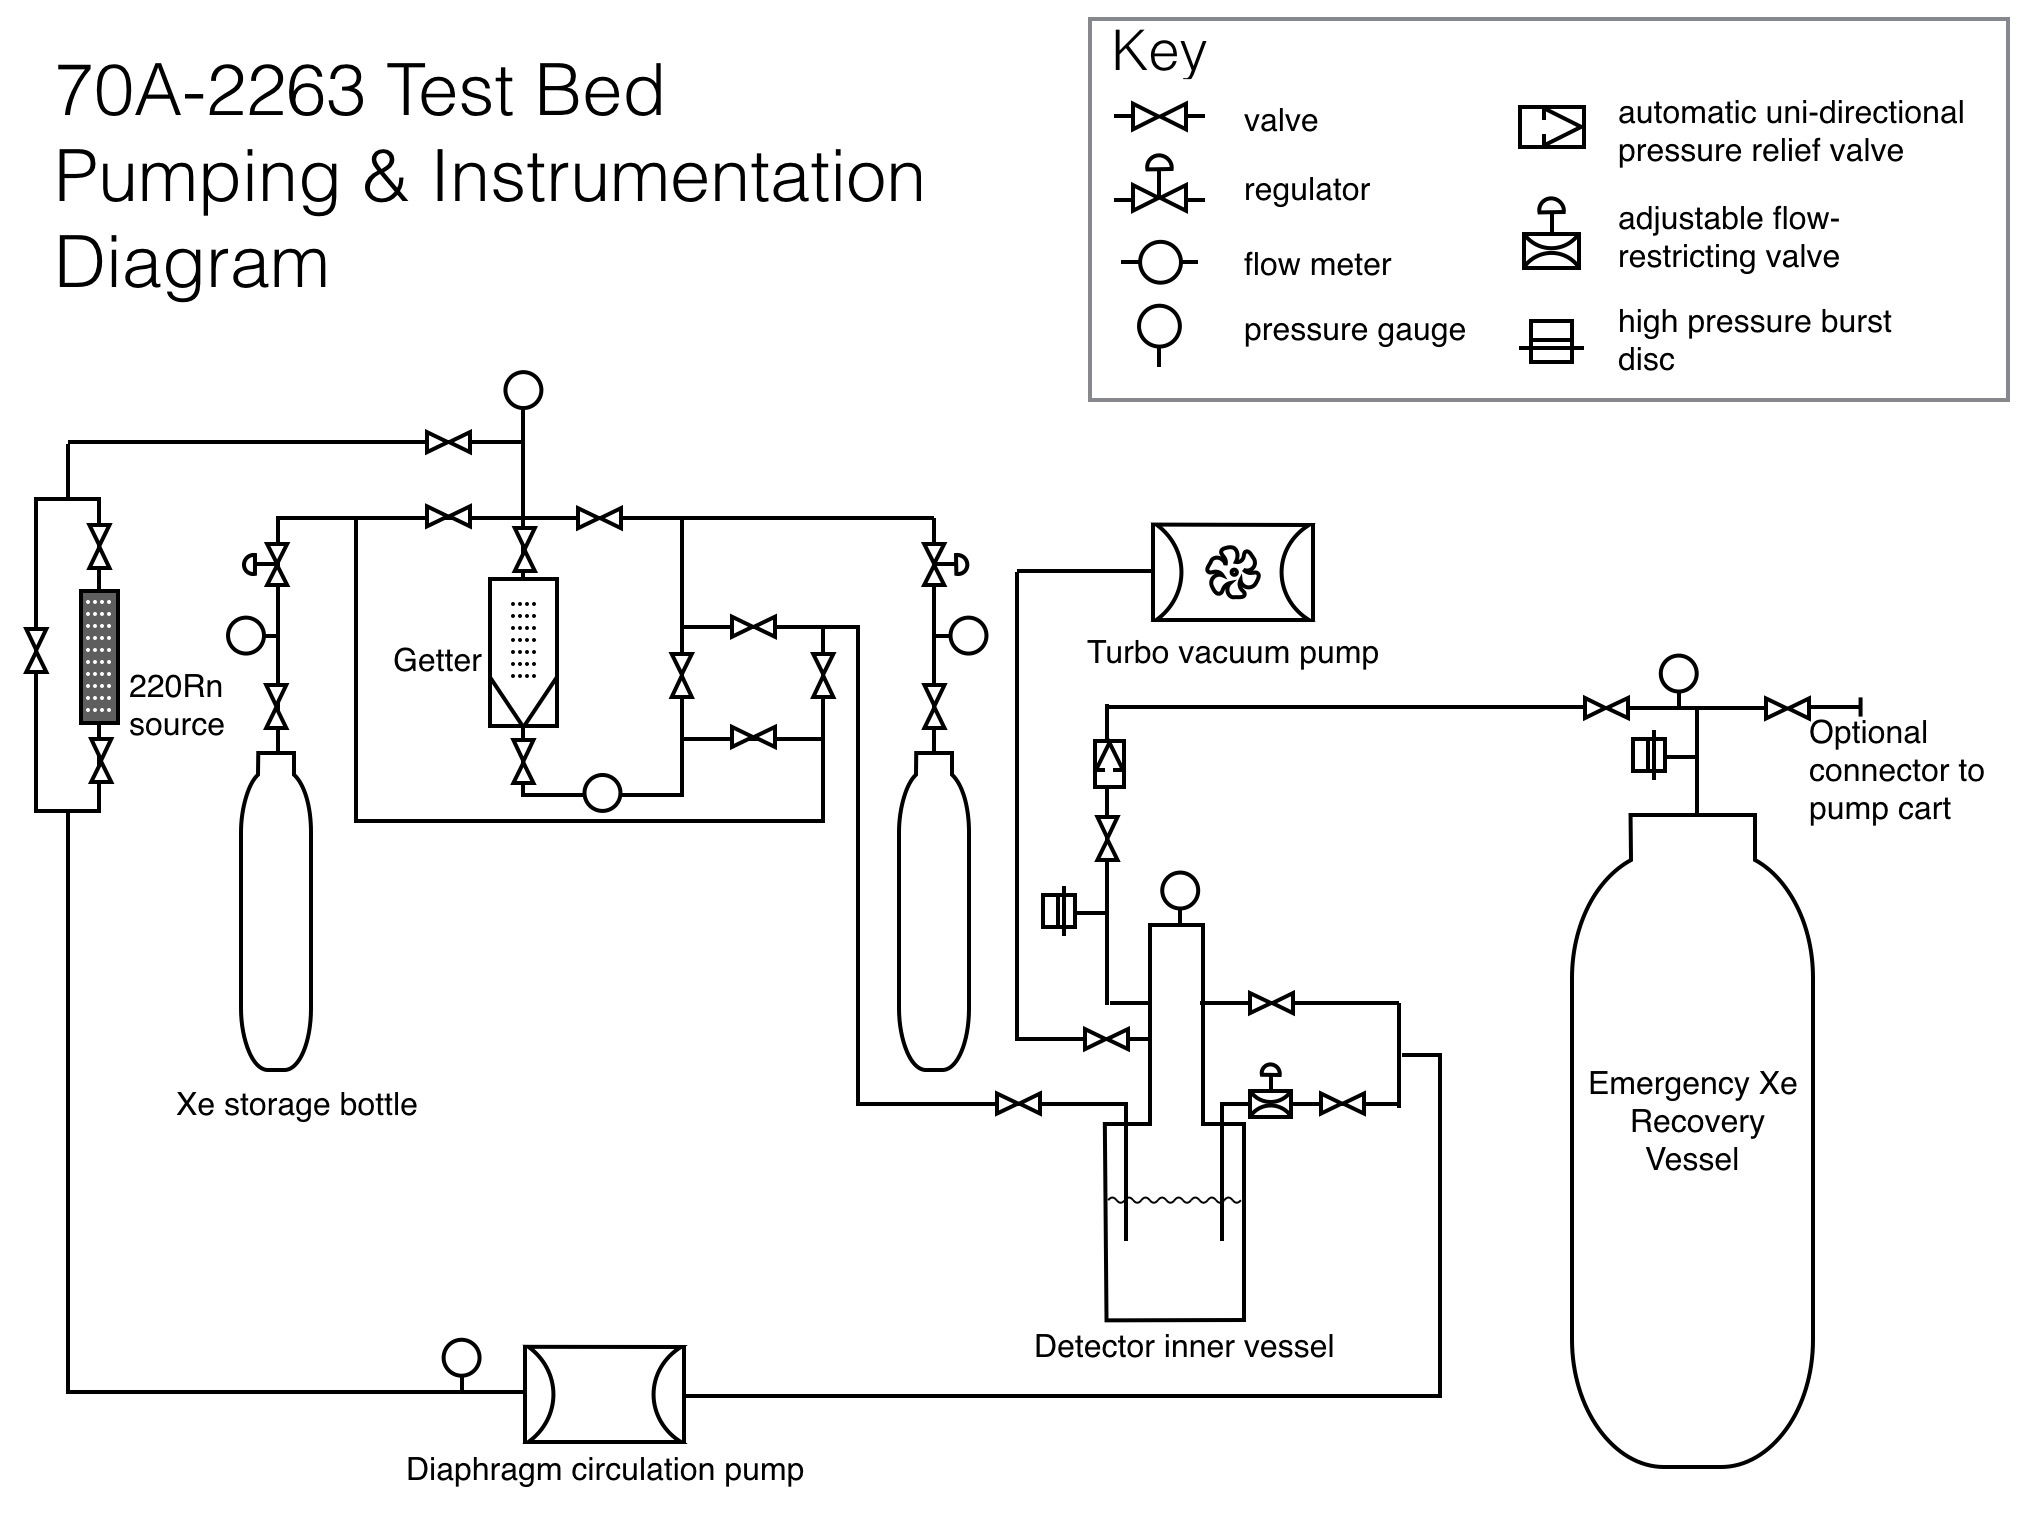 70A-2263 Test Bed
Pumping & Instrumentation
Diagram
Key
valve
regulator
flow meter
pressure gauge
automatic uni-directional
pressure relief valve
adjustable flow-
restricting valve
high pressure burst
disc
220Rn
source
Getter
Xe storage bottle
Turbo vacuum pump
Optional
connector to
pump cart
Emergency Xe
Recovery
Vessel
Detector inner vessel
Diaphragm circulation pump